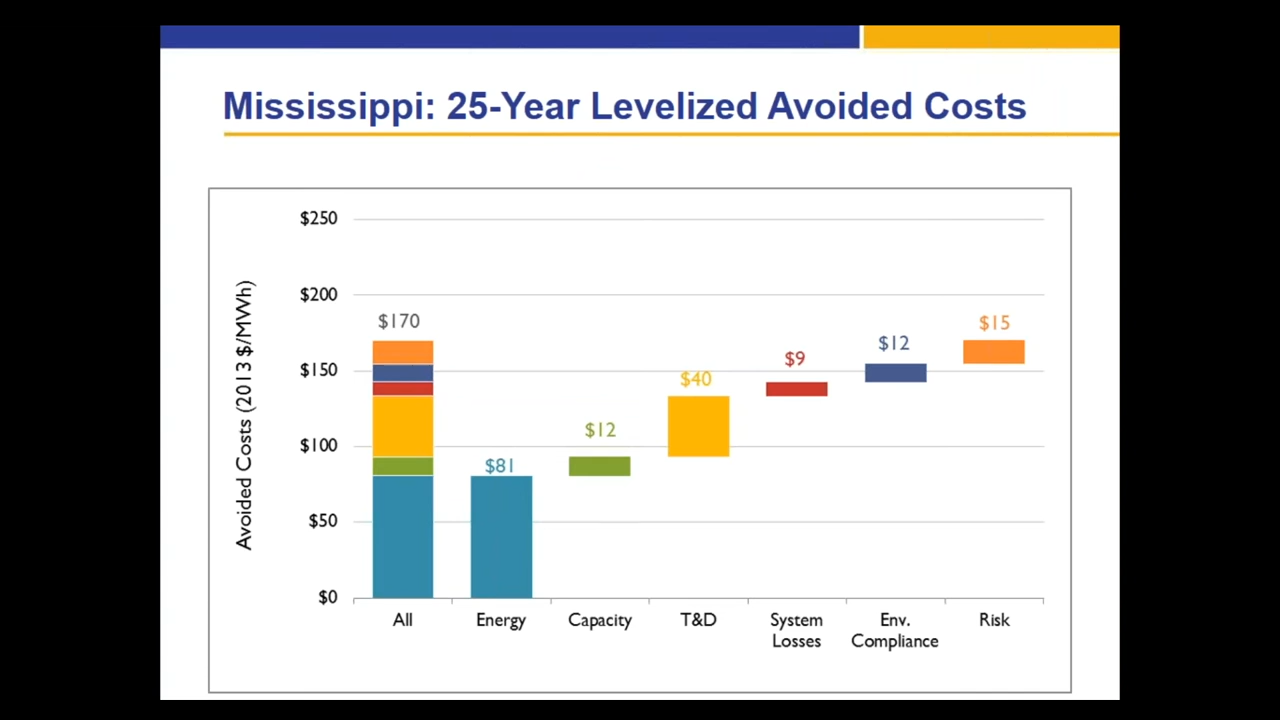 Mississippi: 25-Year Levelized Avoided Costs
Avoided Costs (2013 $/MWh)
$250
$200
$150
$100
$50
$0
$170
$81
$12
$40
$9
$12
$15
All
Energy
Capacity
T&D
System
Losses
Env.
Compliance
Risk